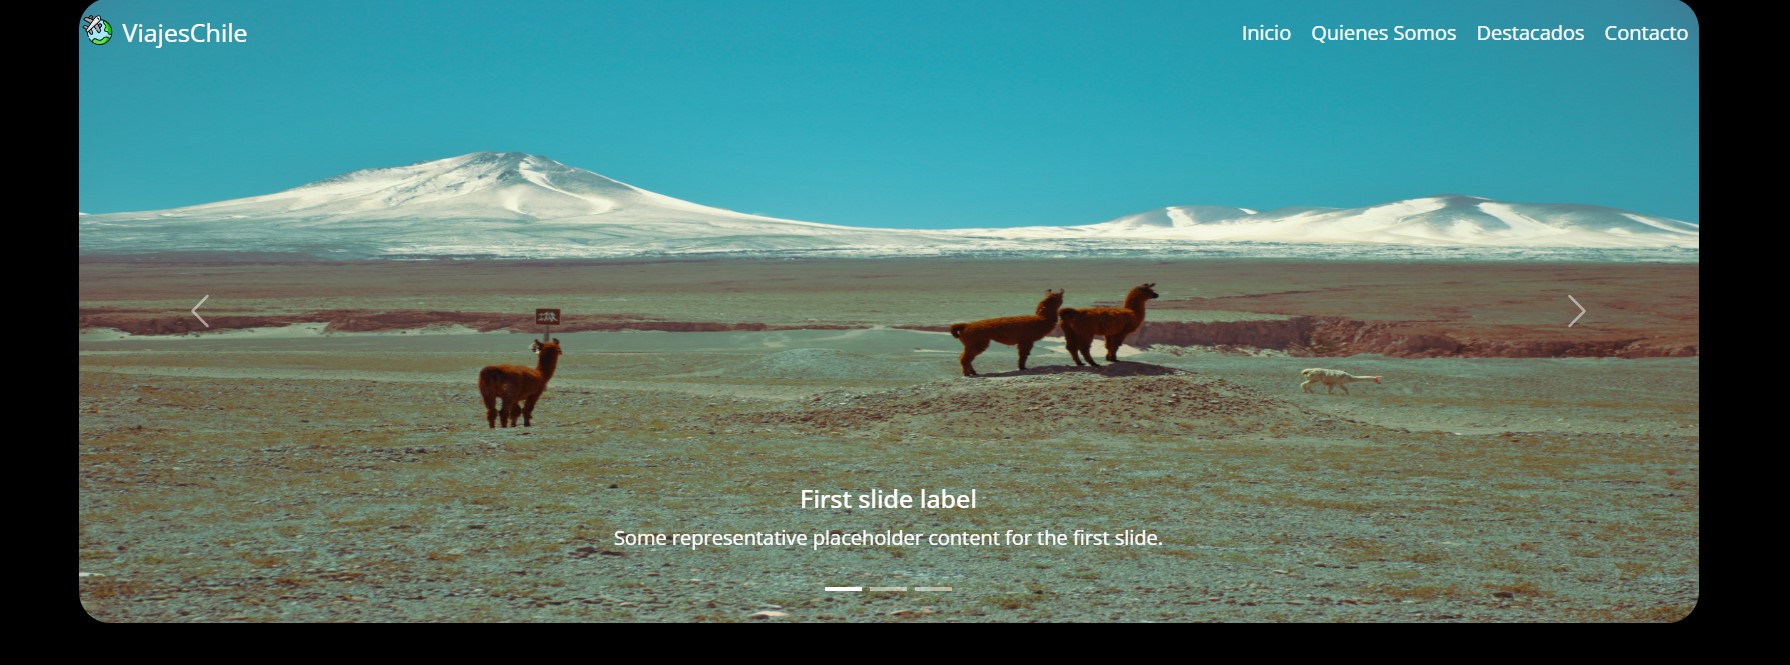 ViajesChile
Inicio Quienes Somos Destacados Contacto
First slide label
Some representative placeholder content for the first slide.